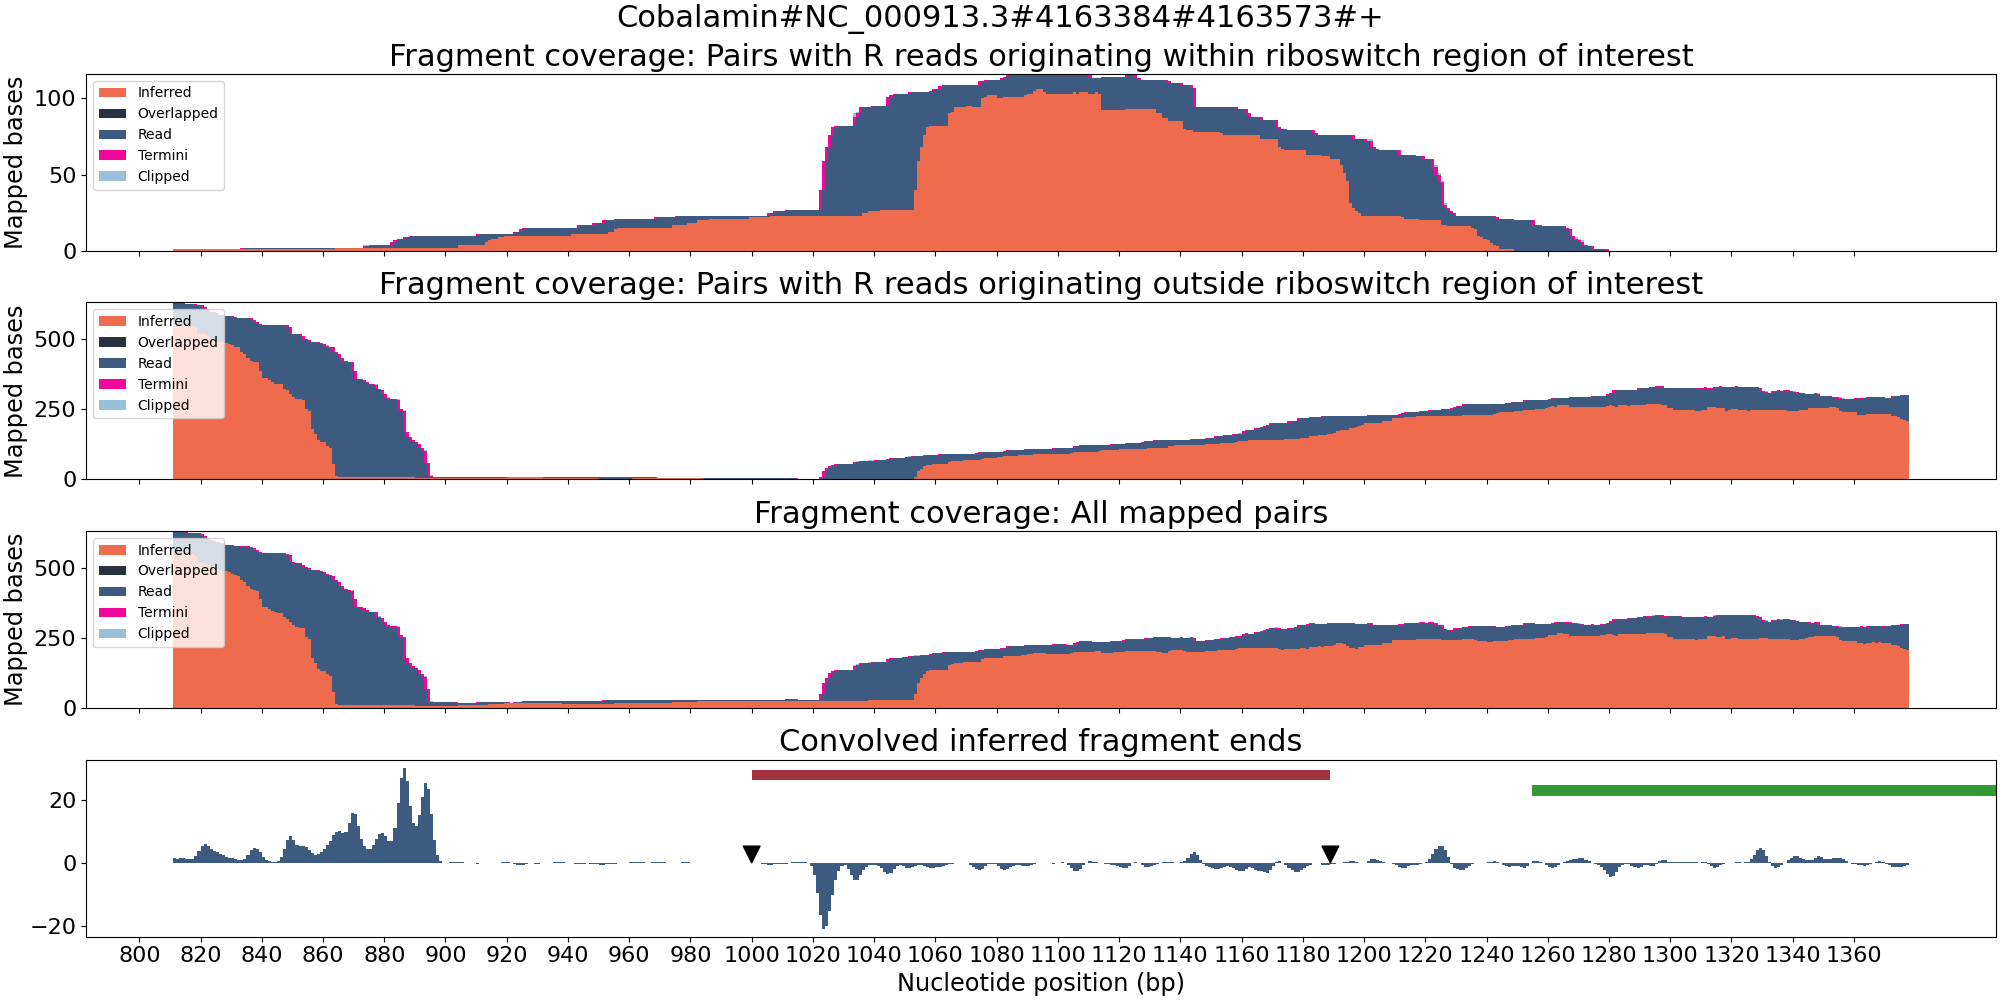 Cobalamin#NC_000913.3#4163384#4163573#+
Fragment coverage: Pairs with R reads originating within riboswitch region of interest
Mapped bases
100
50
0
Inferred
Overlapped
Read
Termini
Clipped
Fragment coverage: Pairs with R reads originating outside riboswitch region of interest
Mapped bases
500
250
0
Inferred
Overlapped
Read
Termini
Clipped
Fragment coverage: All mapped pairs
Mapped bases
500
250
0
Inferred
Overlapped
Read
Termini
Clipped
Convolved inferred fragment ends
20
0
−20
800 820 840 860 880 900 920 940 960 980 1000 1020 1040 1060 1080 1100 1120 1140 1160 1180 1200 1220 1240 1260 1280 1300 1320 1340 1360
Nucleotide position (bp)